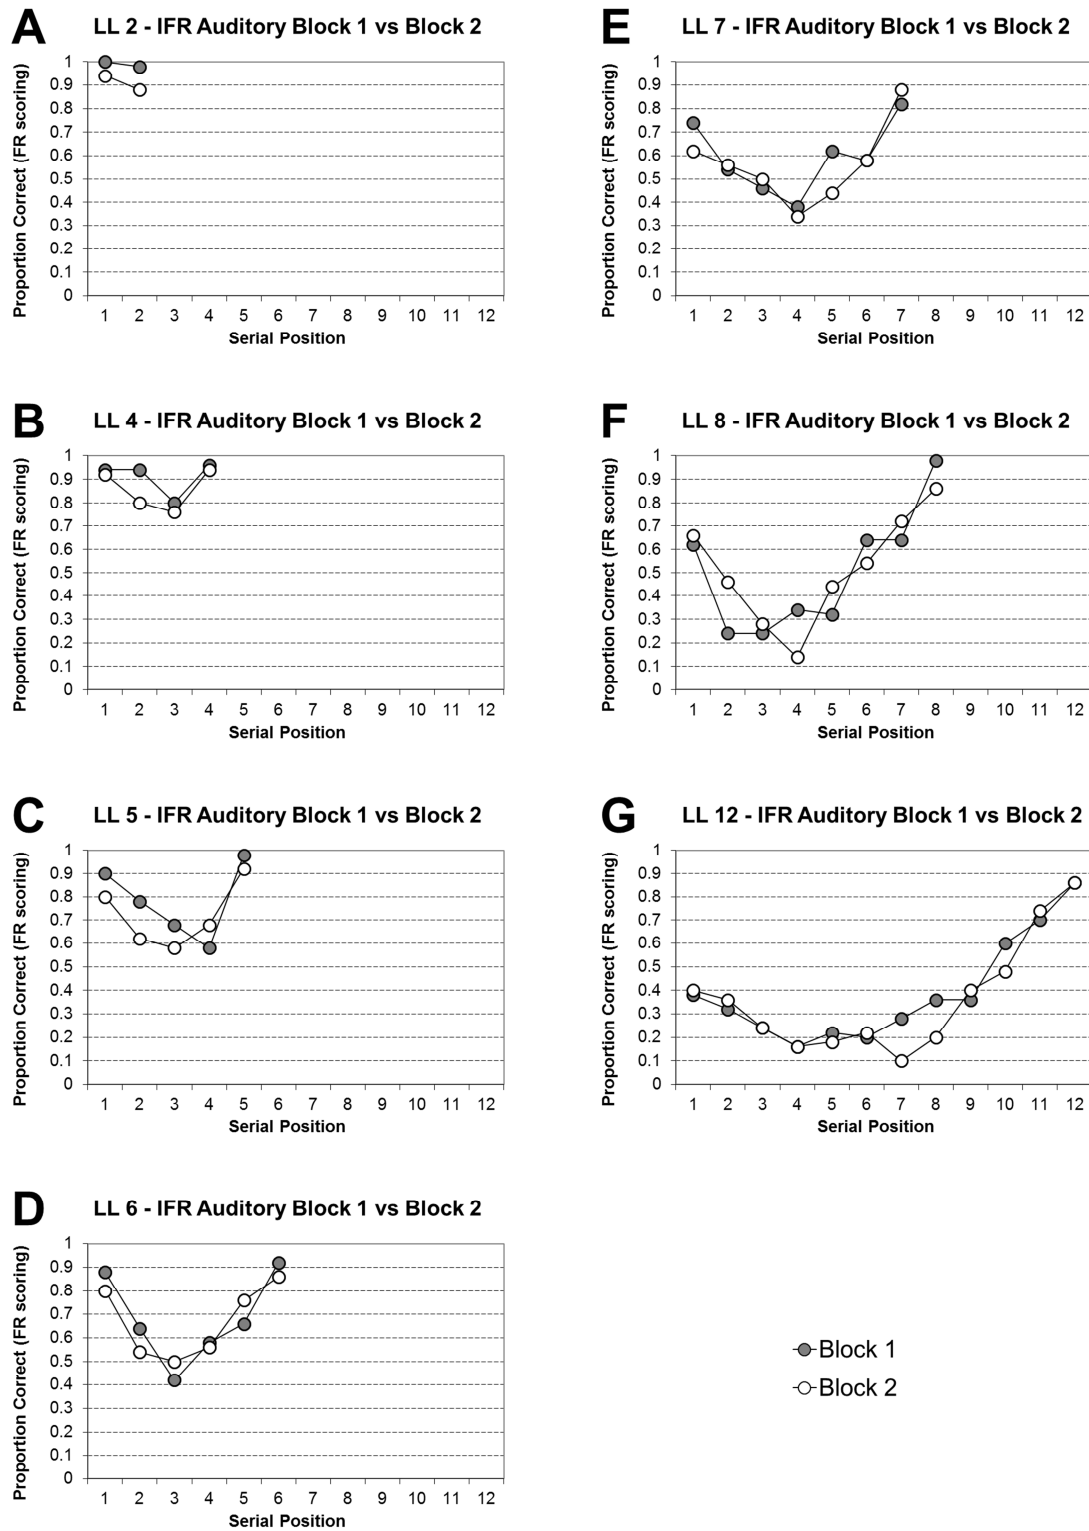 A
LL 2 - IFR Auditory Block 1 vs Block 2
Proportion Correct (FR scoring)
1
0.9
0.8
0.7
0.6
0.5
0.4
0.3
0.2
0.1
0
1 2 3 4 5 6 7 8 9 10 11 12
Serial Position
B
LL 4 - IFR Auditory Block 1 vs Block 2
Proportion Correct (FR scoring)
1
0.9
0.8
0.7
0.6
0.5
0.4
0.3
0.2
0.1
0
1 2 3 4 5 6 7 8 9 10 11 12
Serial Position
C
LL 5 - IFR Auditory Block 1 vs Block 2
Proportion Correct (FR scoring)
1
0.9
0.8
0.7
0.6
0.5
0.4
0.3
0.2
0.1
0
1 2 3 4 5 6 7 8 9 10 11 12
Serial Position
D
LL 6 - IFR Auditory Block 1 vs Block 2
Proportion Correct (FR scoring)
1
0.9
0.8
0.7
0.6
0.5
0.4
0.3
0.2
0.1
0
1 2 3 4 5 6 7 8 9 10 11 12
Serial Position
E
LL 7 - IFR Auditory Block 1 vs Block 2
Proportion Correct (FR scoring)
1
0.9
0.8
0.7
0.6
0.5
0.4
0.3
0.2
0.1
0
1 2 3 4 5 6 7 8 9 10 11 12
Serial Position
F
LL 8 - IFR Auditory Block 1 vs Block 2
Proportion Correct (FR scoring)
1
0.9
0.8
0.7
0.6
0.5
0.4
0.3
0.2
0.1
0
1 2 3 4 5 6 7 8 9 10 11 12
Serial Position
G
LL 12 - IFR Auditory Block 1 vs Block 2
Proportion Correct (FR scoring)
1
0.9
0.8
0.7
0.6
0.5
0.4
0.3
0.2
0.1
0
1 2 3 4 5 6 7 8 9 10 11 12
Serial Position
Block 1
Block 2